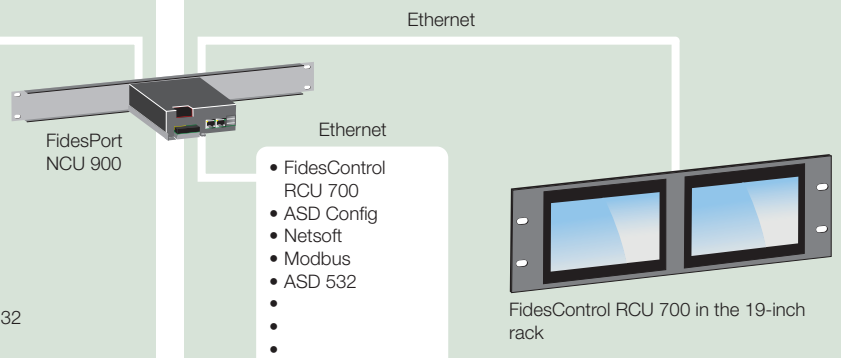 Ethernet
FidesPort
NCU 900
Ethernet
• FidesControl
RCU 700
• ASD Config
• Netsoft
• Modbus
• ASD 532
•
•
•
FidesControl RCU 700 in the 19-inch
rack
32